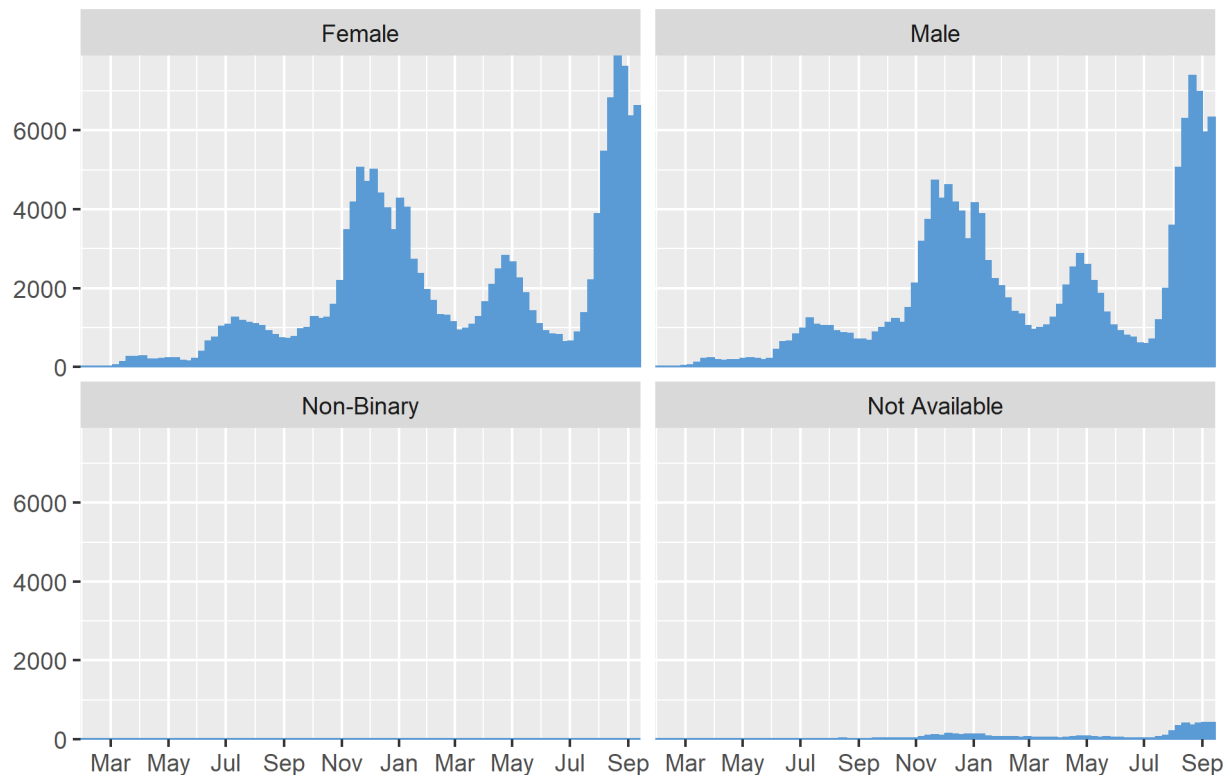 Female Male
6000
4000
2000
0
Non-Binary Not Available
6000
4000
2000
0
Mar May Jul Sep Nov Jan Mar May Jul Sep Mar May Jul Sep Nov Jan Mar May Jul Sep